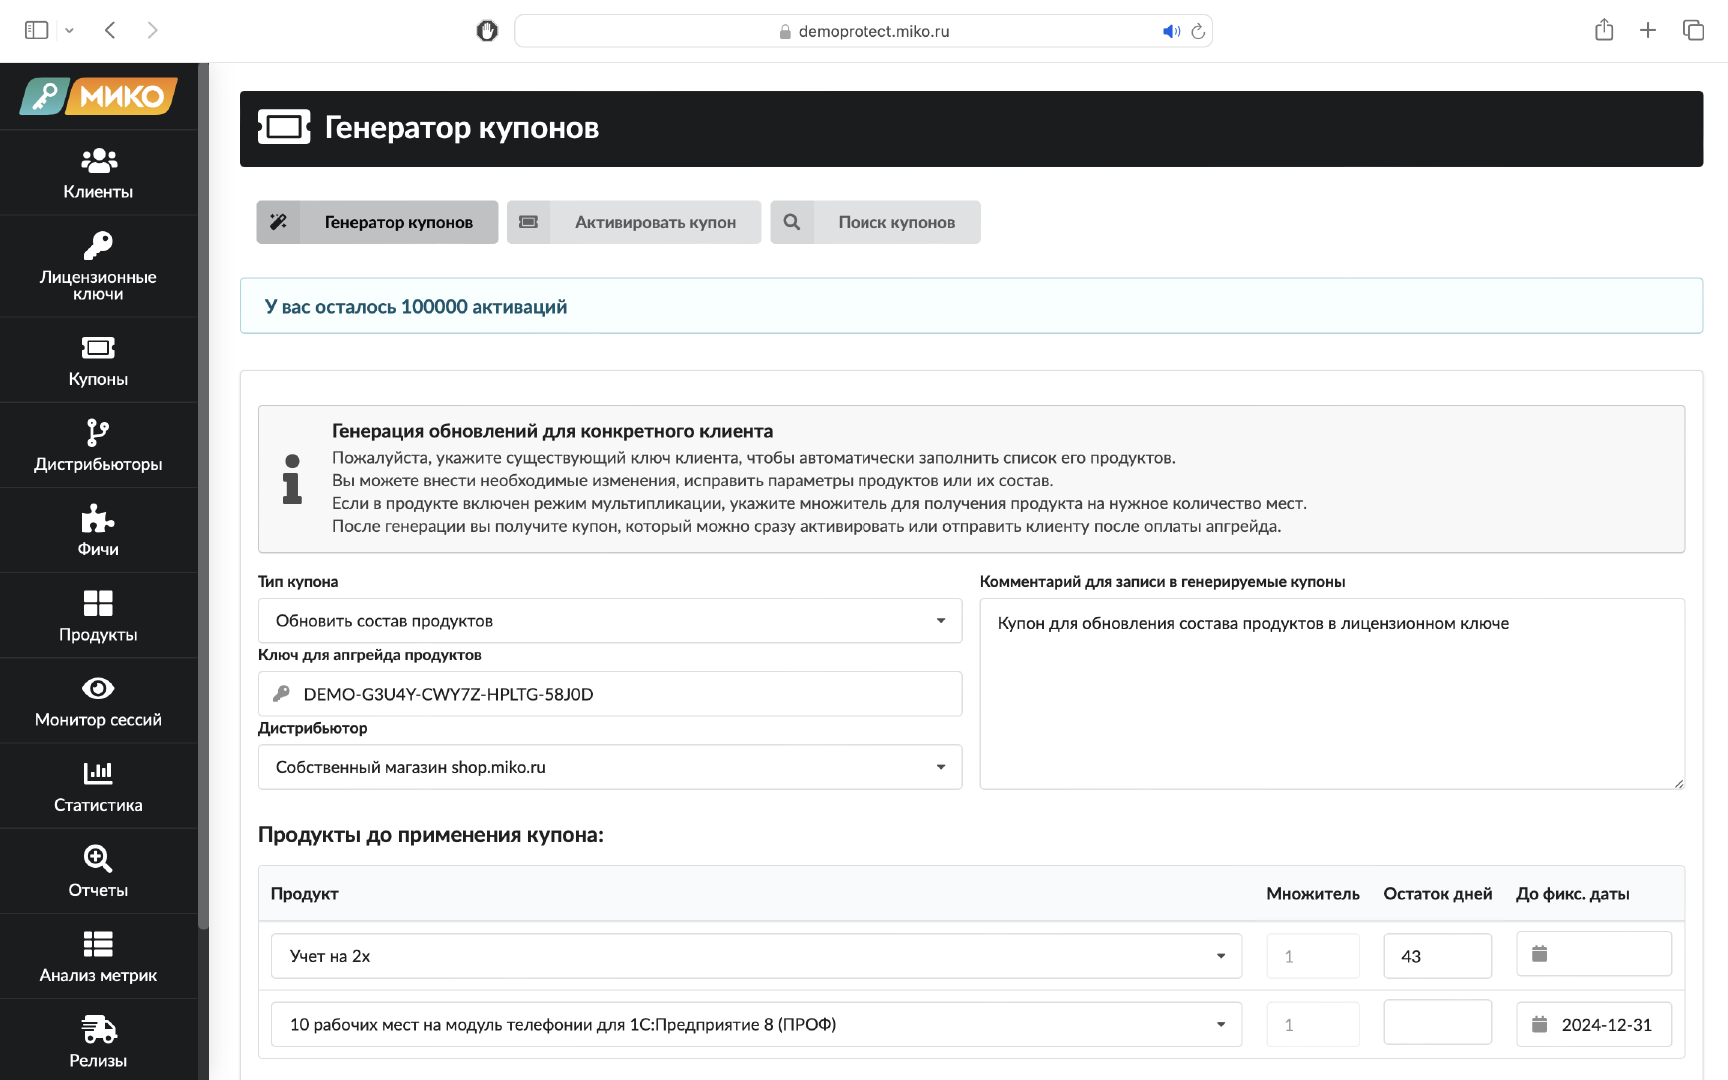 demoprotect.miko.ru
МИКО
Клиенты
Лицензионные
ключи
Купоны
Дистрибьюторы
Фичи
Продукты
Монитор сессий
Статистика
Отчеты
Анализ метрик
Релизы
Генератор купонов
Генератор купонов
Активировать купон
Поиск купонов
У вас осталось 100000 активаций
Генерация обновлений для конкретного клиента
Пожалуйста, укажите существующий ключ клиента, чтобы автоматически заполнить список его продуктов.
Вы можете внести необходимые изменения, исправить параметры продуктов или их состав.
Если в продукте включен режим мультипликации, укажите множитель для получения продукта на нужное количество мест.
После генерации вы получите купон, который можно сразу активировать или отправить клиенту после оплаты апгрейда.
Тип купона
Обновить состав продуктов
Ключ для апгрейда продуктов
DEMO-G3U4Y-CWY7Z-HPLTG-58J0D
Дистрибьютор
Собственный магазин shop.miko.ru
Комментарий для записи в генерируемые купоны
Купон для обновления состава продуктов в лицензионном ключе
Продукты до применения купона:
Продукт Множитель Остаток дней До фикс. даты
Учет на 2х 1 43
10 рабочих мест на модуль телефонии для 1С:Предприятие 8 (ПРОФ) 1 2024-12-31